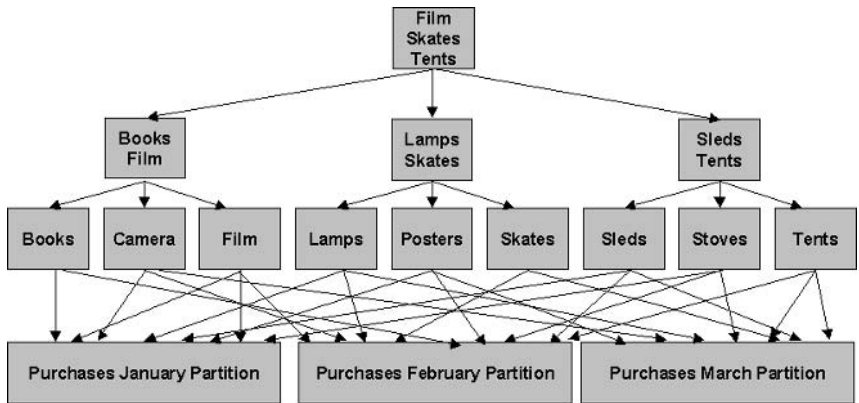 Film
Skates
Tents
Books
Film
Lamps
Skates
Sleds
Tents
Books
Camera
Film
Lamps
Posters
Skates
Sleds
Stoves
Tents
Purchases January Partition
Purchases February Partition
Purchases March Partition